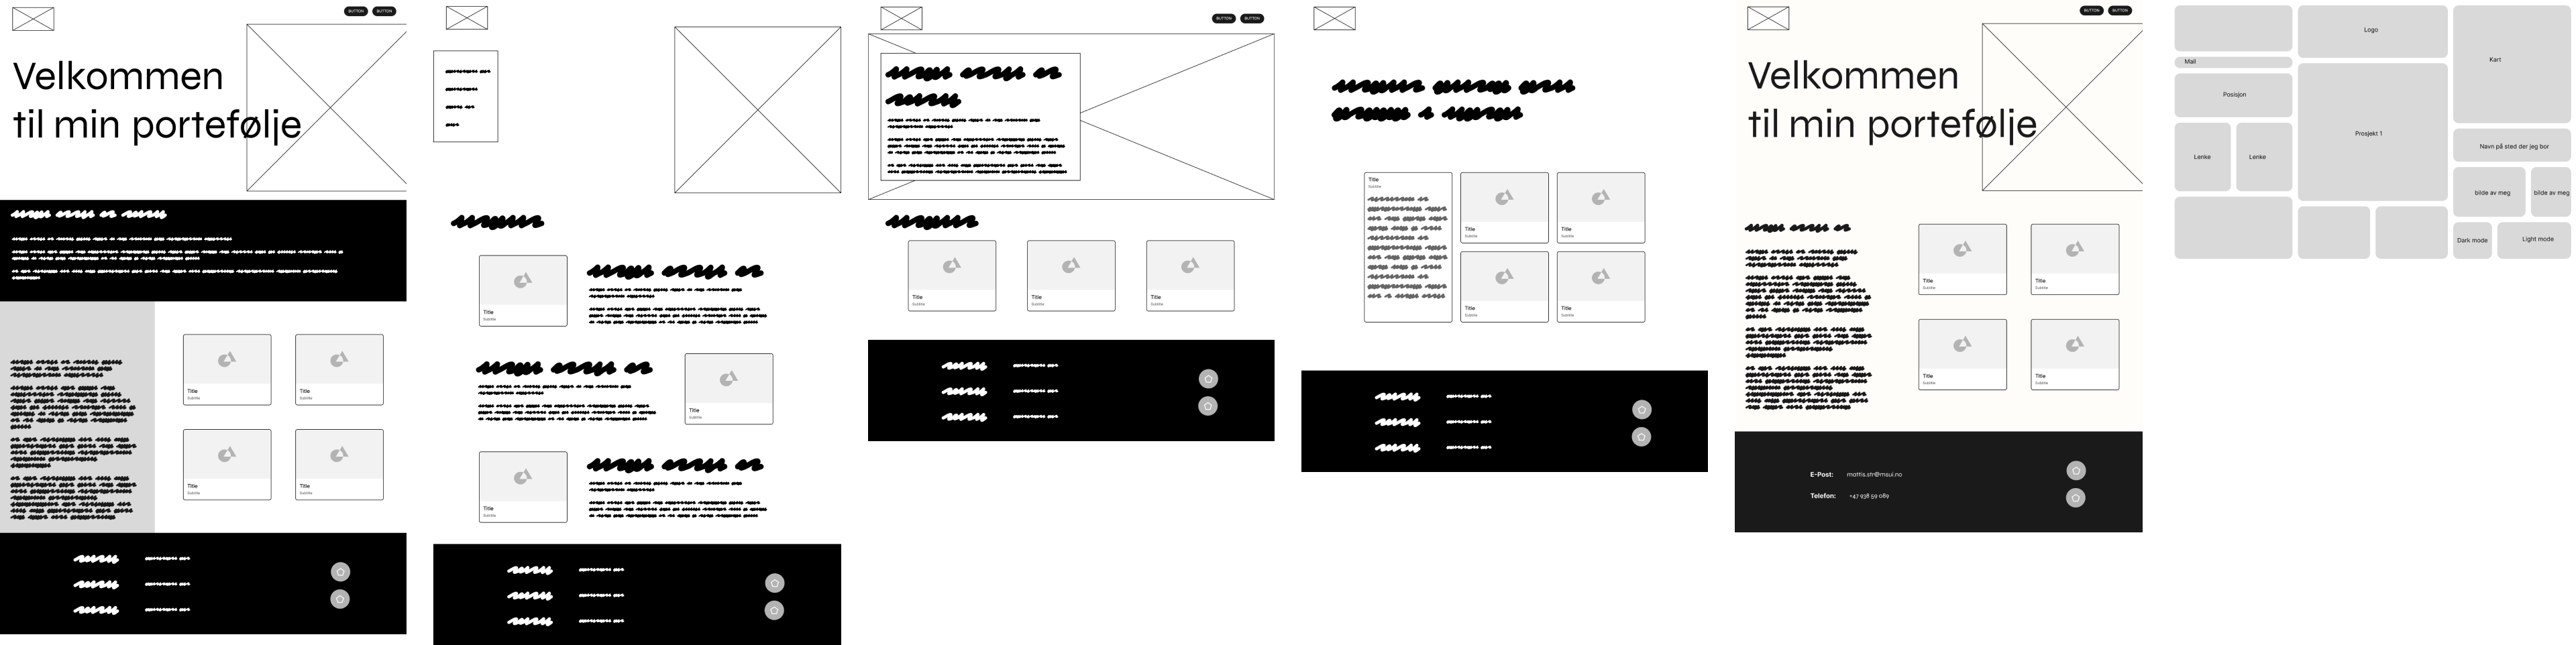 BUTTON BUTTON
Velkommen
til min portefølje
Title
Subtitle
Title
Subtitle
Title
Subtitle
Title
Subtitle
Title
Subtitle
Title
Subtitle
Title
Subtitle
BUTTON BUTTON
Title
Subtitle
Title
Subtitle
Title
Subtitle
Title
Subtitle
Title
Subtitle
Title
Subtitle
Title
Subtitle
Title
Subtitle
BUTTON BUTTON
Velkommen
til min portefølje
Title
Subtitle
Title
Subtitle
Title
Subtitle
Title
Subtitle
E-Post: mattis.str@msui.no
Telefon: +47 938 59 089
Mail
Posisjon
Lenke
Lenke
Logo
Prosjekt 1
Kart
Navn på sted der jeg bor
bilde av meg
bilde av meg
Dark mode
Light mode